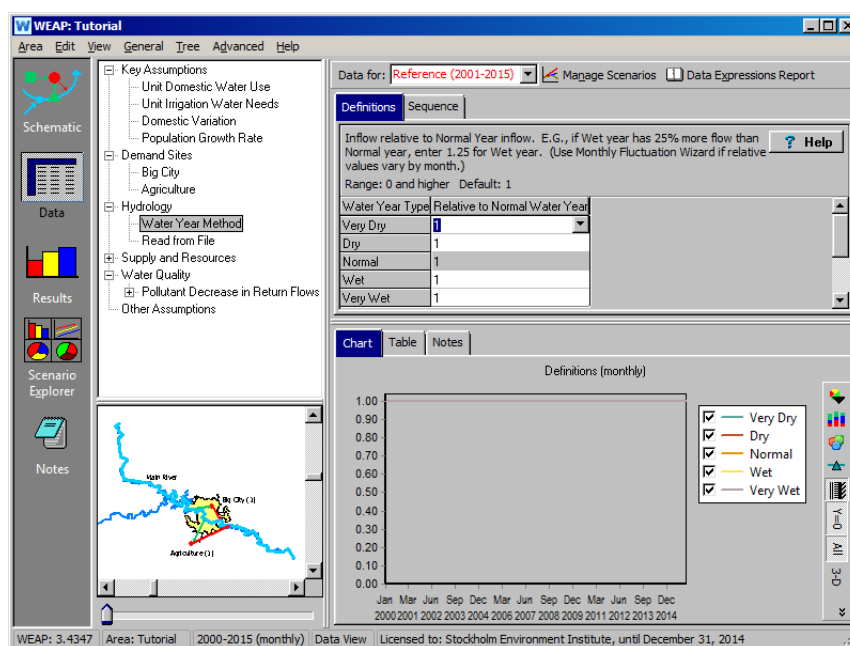 WEAP: Tutorial
Area Edit View General Tree Advanced Help
Schematic
Data
Results
Scenario
Explorer
Notes
Key Assumptions
Unit Domestic Water Use
Unit Irrigation Water Needs
Domestic Variation
Population Growth Rate
Demand Sites
Big City
Agriculture
Hydrology
Water Year Method
Read from File
Supply and Resources
Water Quality
Pollutant Decrease in Return Flows
Other Assumptions
Main River
Big City (1)
Agriculture (1)
Data for: Reference (2001-2015) Manage Scenarios Data Expressions Report
Definitions Sequence
Inflow relative to Normal Year inflow. E.G., if Wet year has 25% more flow than
Normal year, enter 1.25 for Wet year. (Use Monthly Fluctuation Wizard if relative
values vary by month.)
Range: 0 and higher Default: 1
? Help
Water Year Type Relative to Normal Water Year
Very Dry 1
Dry 1
Normal 1
Wet 1
Very Wet 1
Chart Table Notes
Definitions (monthly)
1.00
0.90
0.80
0.70
0.60
0.50
0.40
0.30
0.20
0.10
0.00
Jan Mar Jun Sep Dec Mar Jun Sep Dec Mar Jun Sep Dec
2000 2001 2002 2003 2004 2006 2007 2008 2009 2011 2012 2013 2014
Very Dry
Dry
Normal
Wet
Very Wet
Y=0
All
3-D
WEAP: 3.4347 Area: Tutorial 2000-2015 (monthly) Data View Licensed to: Stockholm Environment Institute, until December 31, 2014